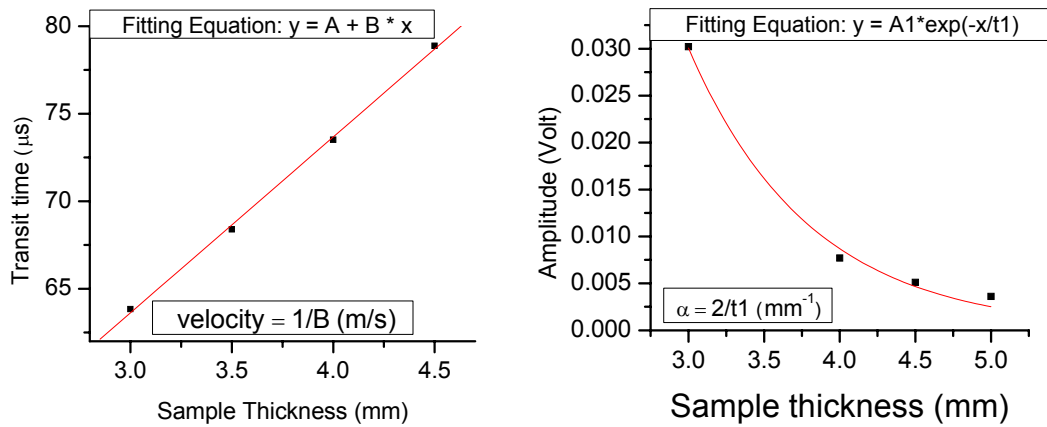 Fitting Equation: y = A + B * x
80
75
70
65
Transit time (μs)
velocity = 1/B (m/s)
3.0 3.5 4.0 4.5
Sample Thickness (mm)
Fitting Equation: y = A1*exp(-x/t1)
0.030
0.025
0.020
0.015
0.010
0.005
0.000
Amplitude (Volt)
α = 2/t1 (mm⁻¹)
3.0 3.5 4.0 4.5 5.0
Sample thickness (mm)